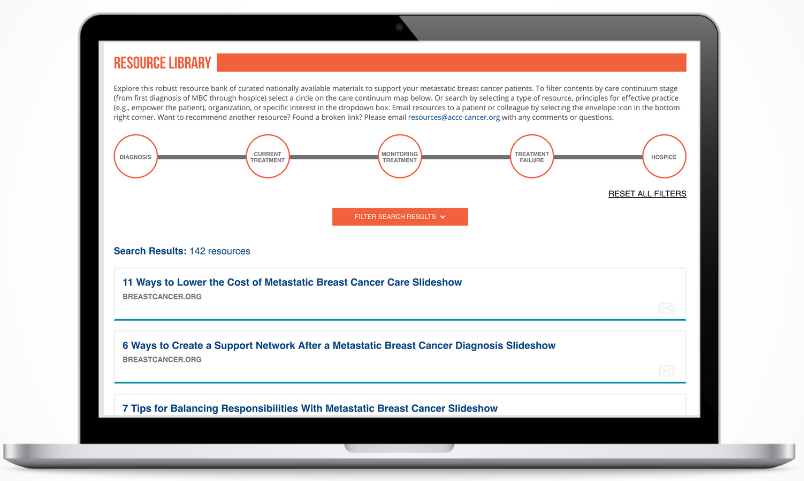 RESOURCE LIBRARY
Explore this robust resource bank of curated nationally available materials to support your metastatic breast cancer patients. To filter contents by care continuum stage
(from first diagnosis of MBC through hospice) select a circle on the care continuum map below. Or search by selecting a type of resource, principles for effective practice
(e.g., empower the patient), organization, or specific interest in the dropdown box. Email resources to a patient or colleague by selecting the envelope icon in the bottom
right corner. Want to recommend another resource? Found a broken link? Please email resources@accc-cancer.org with any comments or questions.
DIAGNOSIS
CURRENT
TREATMENT
MONITORING
TREATMENT
TREATMENT
FAILURE
HOSPICE
RESET ALL FILTERS
FILTER SEARCH RESULTS
Search Results: 142 resources
11 Ways to Lower the Cost of Metastatic Breast Cancer Care Slideshow
BREASTCANCER.ORG
6 Ways to Create a Support Network After a Metastatic Breast Cancer Diagnosis Slideshow
BREASTCANCER.ORG
7 Tips for Balancing Responsibilities With Metastatic Breast Cancer Slideshow